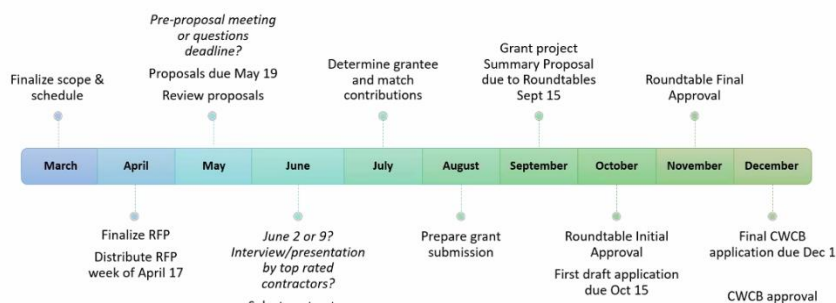 Pre-proposal meeting
or questions
deadline?
Proposals due May 19
Review proposals
Finalize scope &
schedule
Determine grantee
and match
contributions
Grant project
Summary Proposal
due to Roundtables
Sept 15
Roundtable Final
Approval
March April May June July August September October November December
Finalize RFP
Distribute RFP
week of April 17
June 2 or 9?
Interview/presentation
by top rated
contractors?
Prepare grant
submission
Roundtable Initial
Approval
First draft application
due Oct 15
Final CWCB
application due Dec 1
CWCB approval